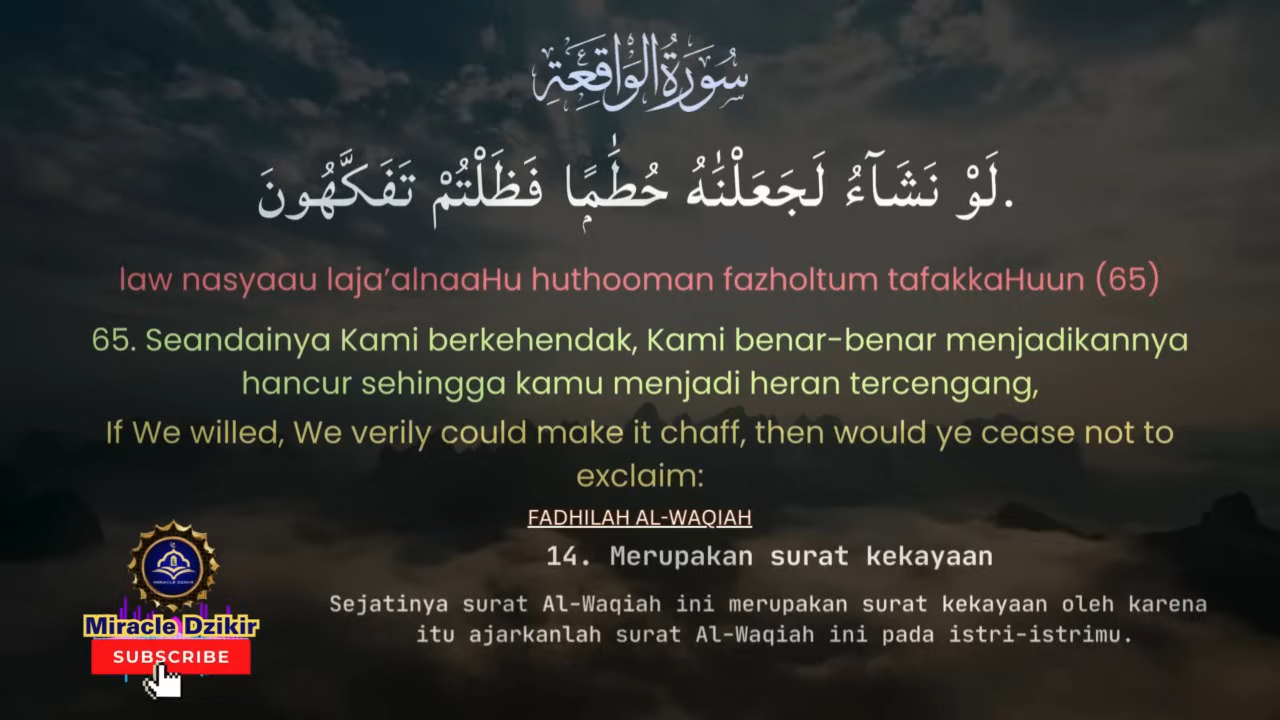 سُورَةُ الْوَاقِعَةِ
لَوْ نَشَآءُ لَجَعَلْنٰهُ حُطَٰمًۭا فَظَلْتُمْ تَفَكَّهُونَ.
law nasyaau laja’alnaaHu huthooman fazholtum tafakkaHuun (65)
65. Seandainya Kami berkehendak, Kami benar-benar menjadikannya
hancur sehingga kamu menjadi heran tercengang,
If We willed, We verily could make it chaff, then would ye cease not to
exclaim:
FADHILAH AL-WAQIAH
14. Merupakan surat kekayaan
Sejatinya surat Al-Waqiah ini merupakan surat kekayaan oleh karena
itu ajarkanlah surat Al-Waqiah ini pada istri-istrimu.
MIRACLE DZIKIR
Miracle Dzikir
SUBSCRIBE